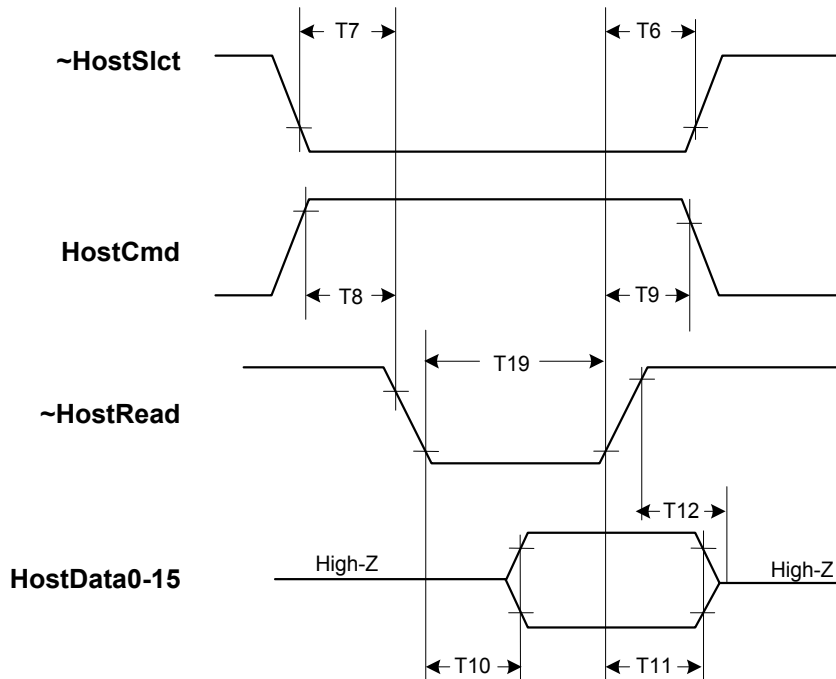 T7
T6
~HostSlct
HostCmd
T8
T9
T19
~HostRead
T12
High-Z
High-Z
HostData0-15
T10
T11